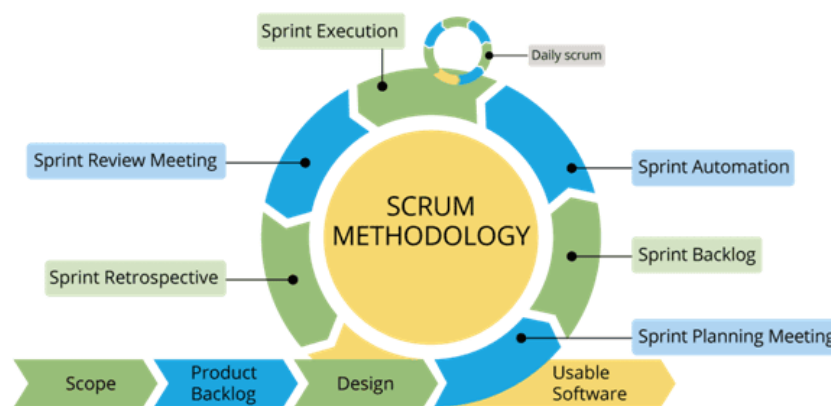 Sprint Execution
Daily scrum
Sprint Review Meeting
Sprint Automation
SCRUM
METHODOLOGY
Sprint Backlog
Sprint Retrospective
Sprint Planning Meeting
Scope
Product
Backlog
Design
Usable
Software